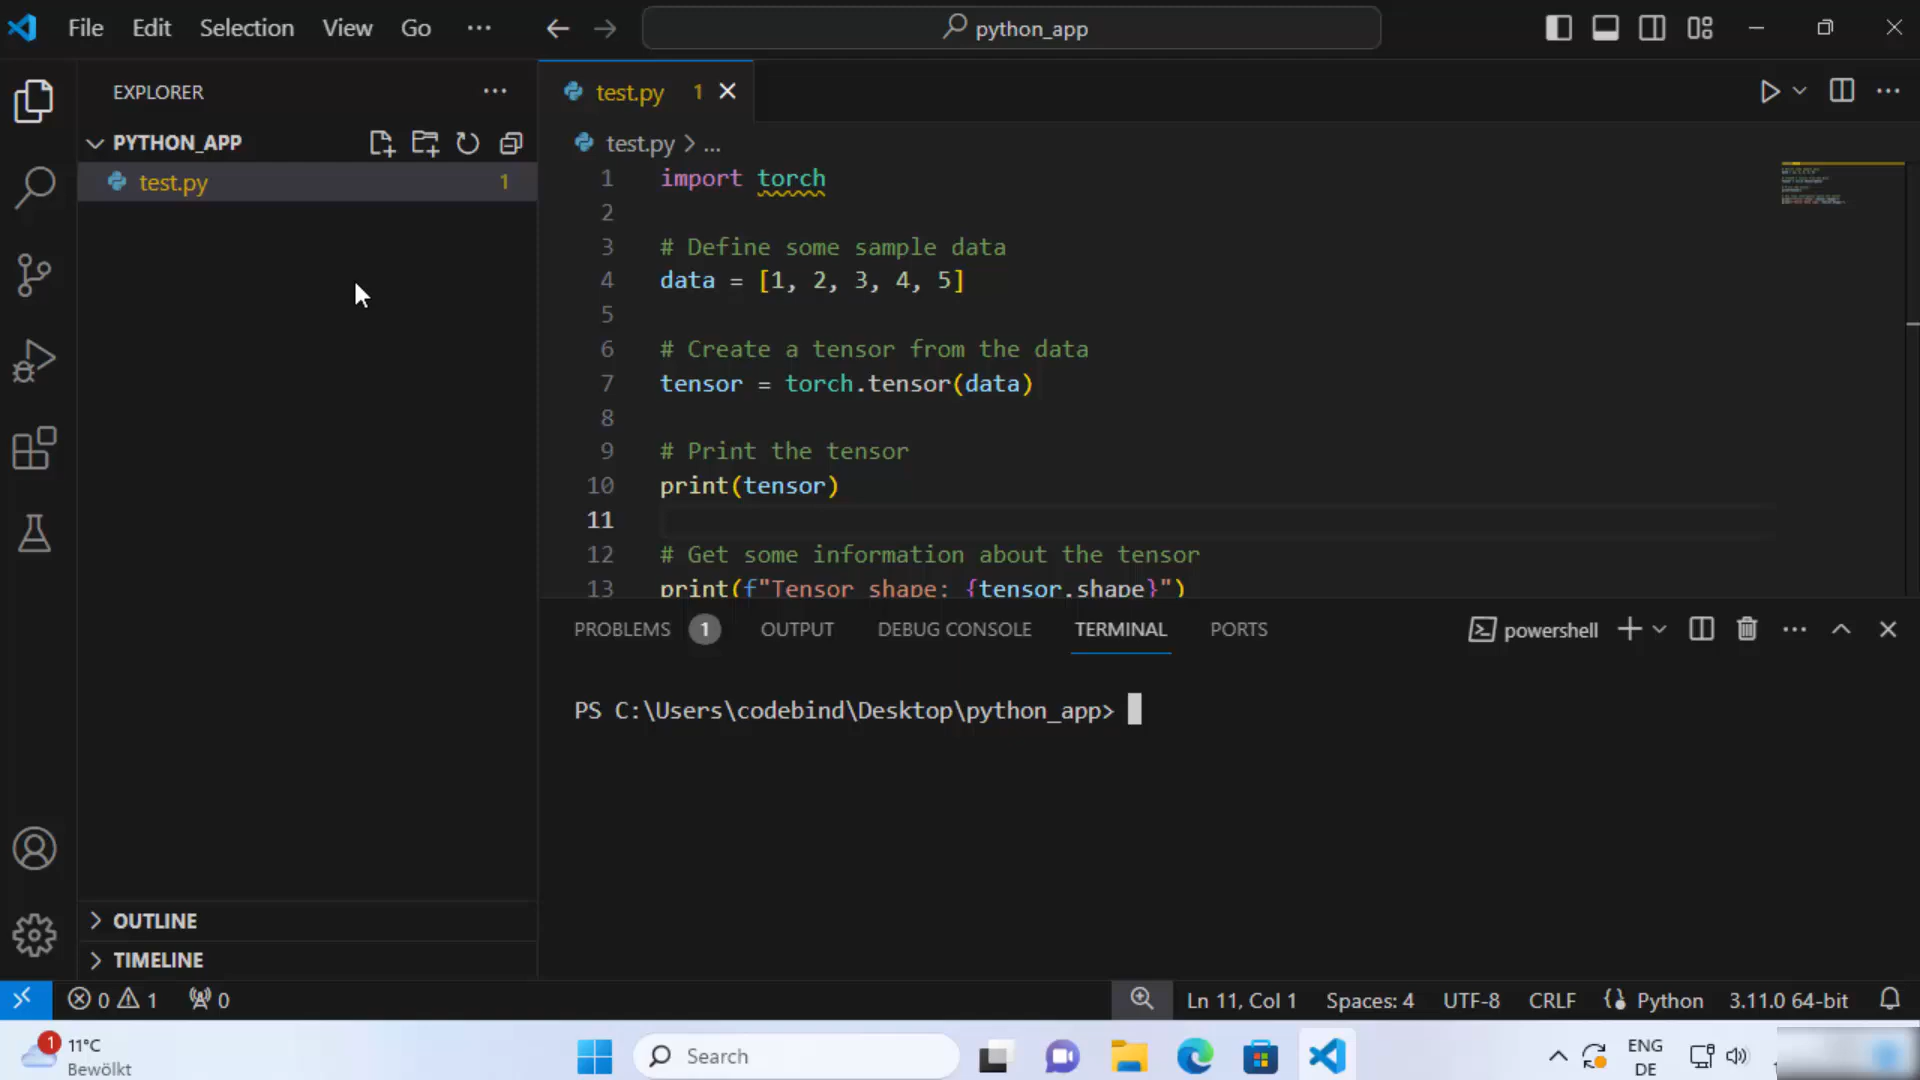 File Edit Selection View Go ··· python_app
EXPLORER ···
PYTHON_APP
test.py 1
OUTLINE
TIMELINE
test.py 1
test.py > ...
1 import torch
2
3 # Define some sample data
4 data = [1, 2, 3, 4, 5]
5
6 # Create a tensor from the data
7 tensor = torch.tensor(data)
8
9 # Print the tensor
10 print(tensor)
11
12 # Get some information about the tensor
13 print(f"Tensor shape: {tensor.shape}")
PROBLEMS 1 OUTPUT DEBUG CONSOLE TERMINAL PORTS powershell
PS C:\Users\codebind\Desktop\python_app>
0 1 0 Ln 11, Col 1 Spaces: 4 UTF-8 CRLF Python 3.11.0 64-bit
1 11°C
Bewölkt
Search
ENG
DE